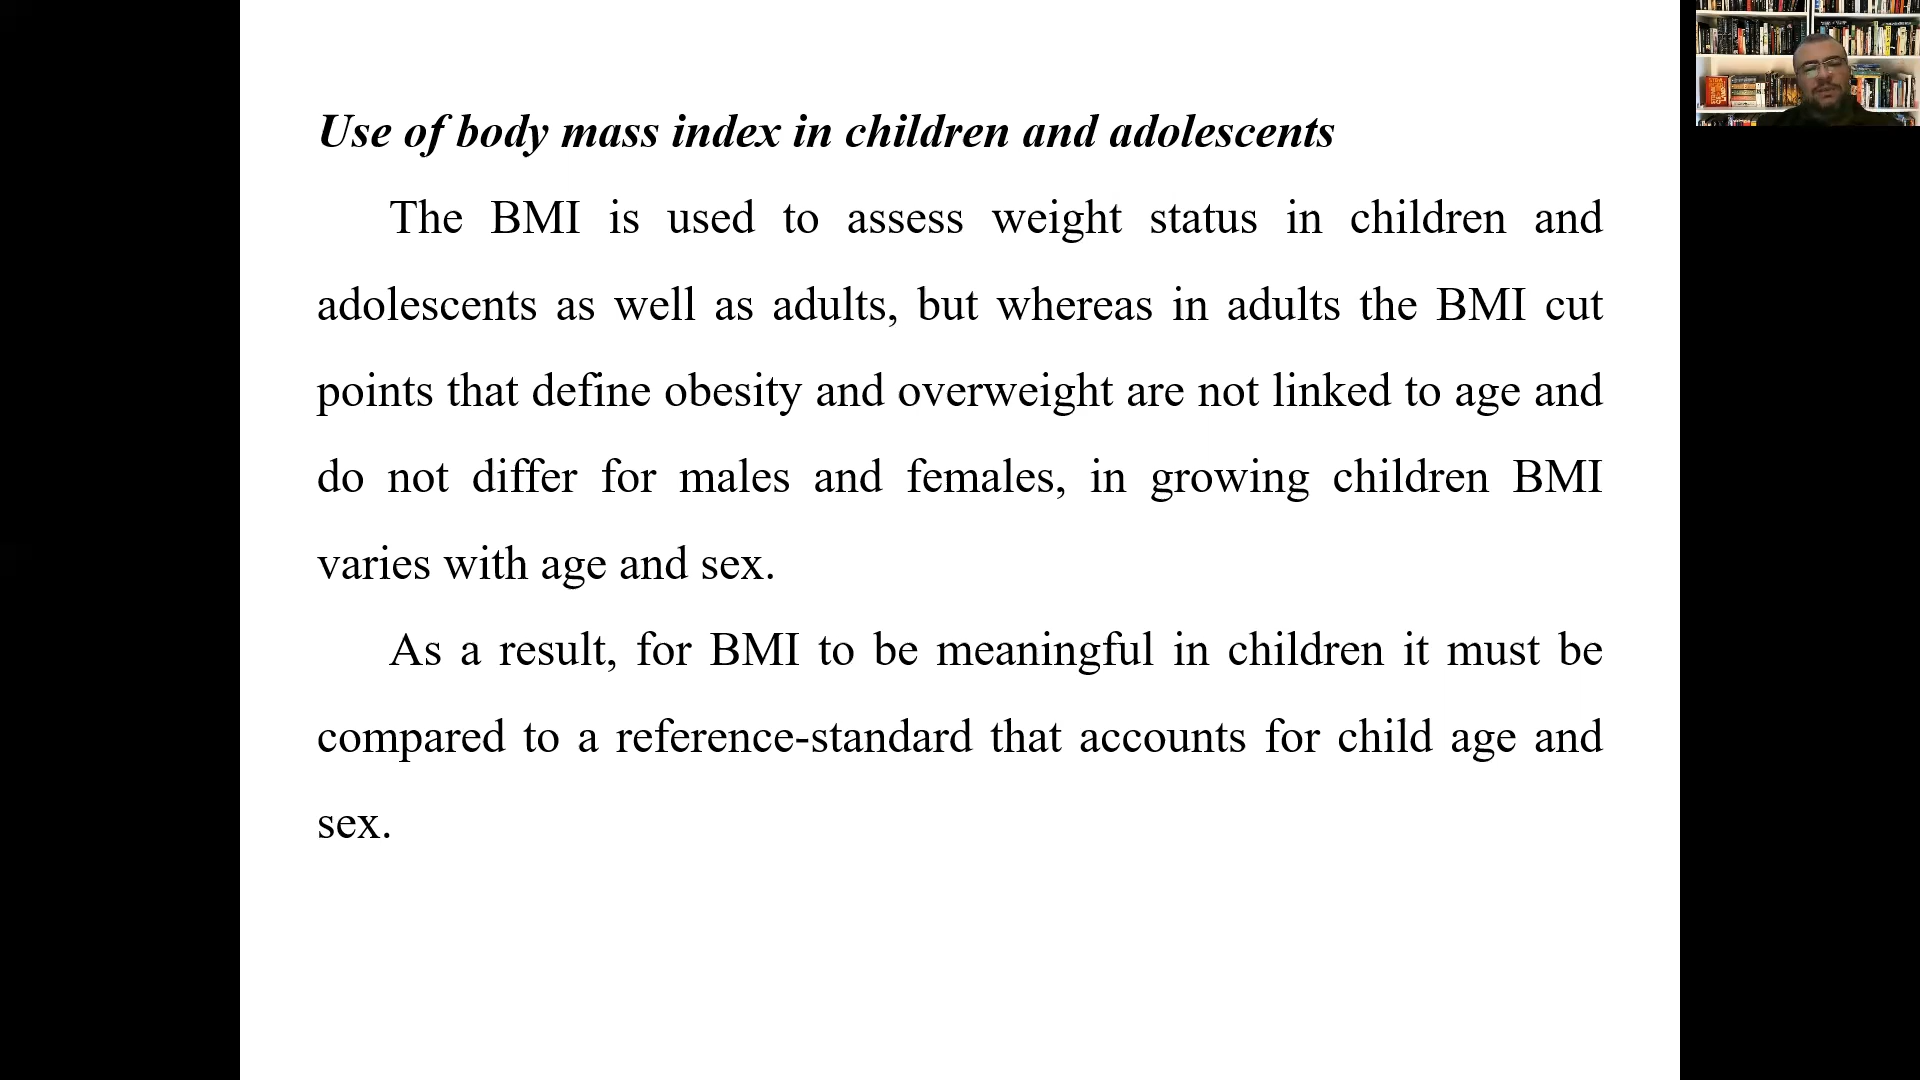 Use of body mass index in children and adolescents
The BMI is used to assess weight status in children and
adolescents as well as adults, but whereas in adults the BMI cut
points that define obesity and overweight are not linked to age and
do not differ for males and females, in growing children BMI
varies with age and sex.
As a result, for BMI to be meaningful in children it must be
compared to a reference-standard that accounts for child age and
sex.